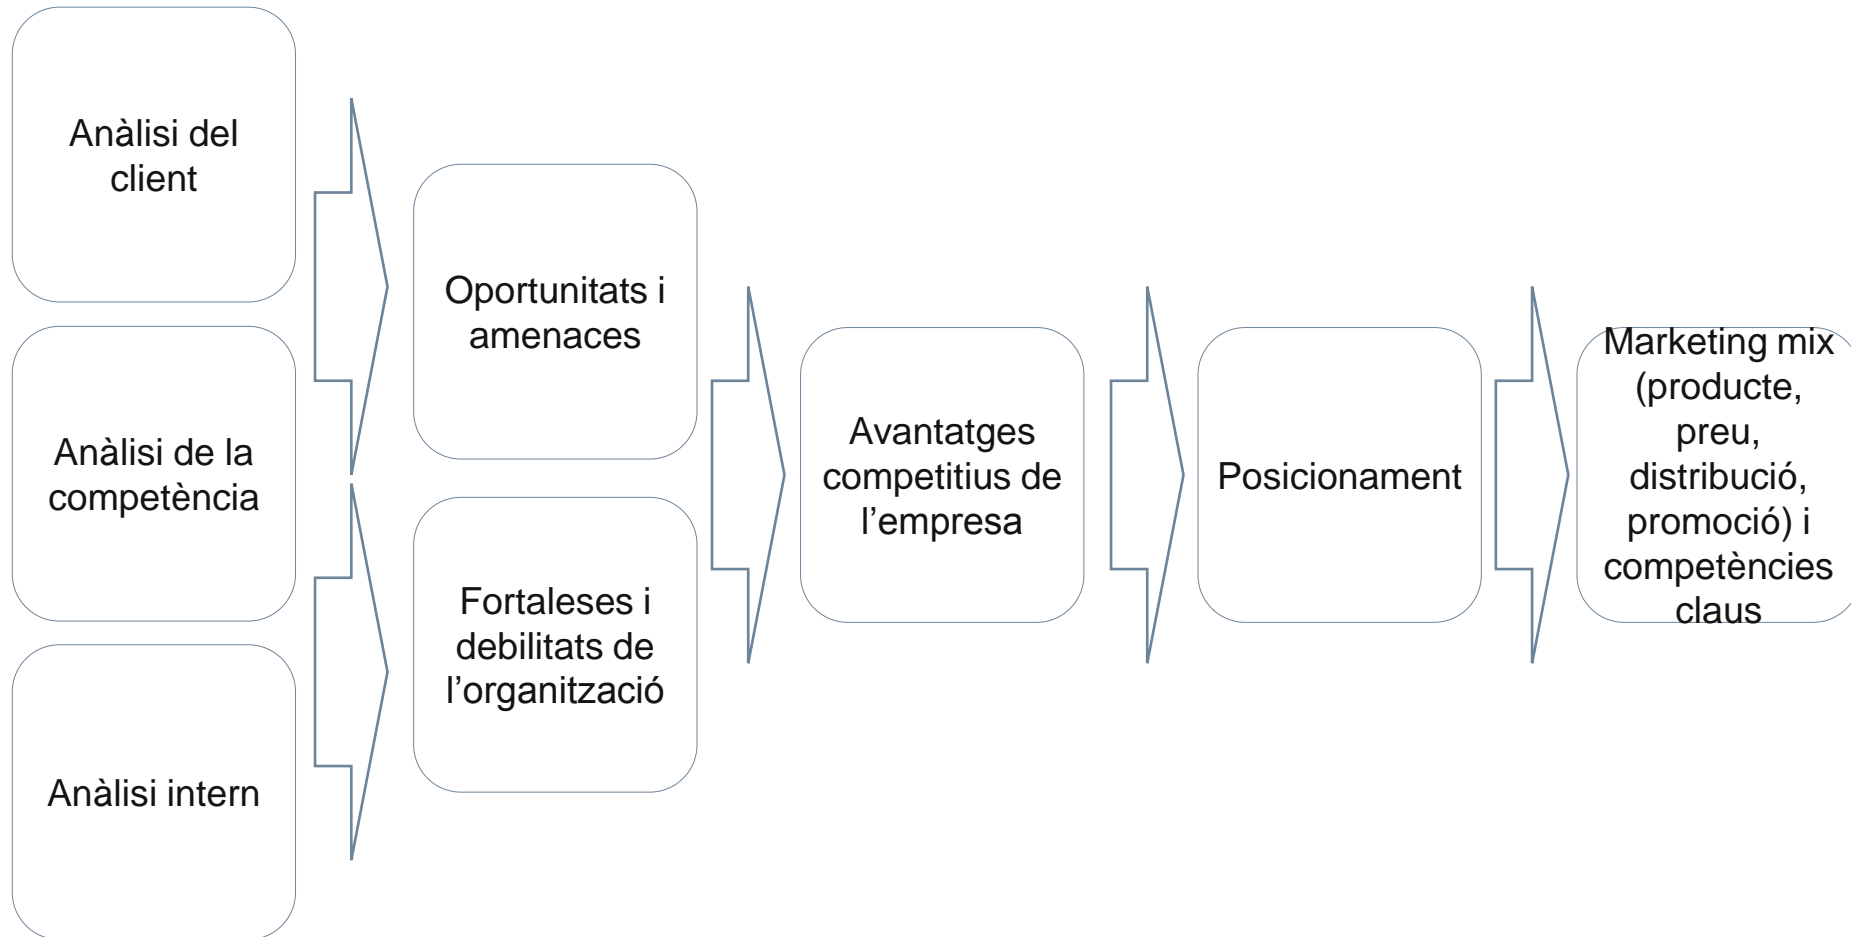 Anàlisi del
client
Anàlisi de la
competència
Anàlisi intern
Oportunitats i
amenaces
Fortaleses i
debilitats de
l’organització
Avantatges
competitius de
l’empresa
Posicionament
Marketing mix
(producte,
preu,
distribució,
promoció) i
competències
claus